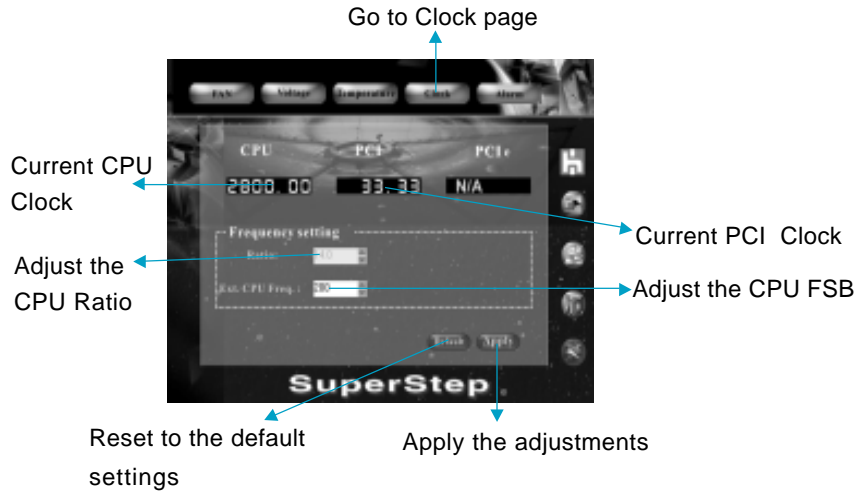 Go to Clock page
FAN Voltage Temperature Clock Alarm
CPU PCI PCIe
Current CPU
Clock
2800.00 33.33 N/A
Frequency setting
Current PCI Clock
Ratio:
Adjust the
CPU Ratio
Ext. CPU Freq.: 200
Adjust the CPU FSB
Apply
SuperStep
Reset to the default
settings
Apply the adjustments